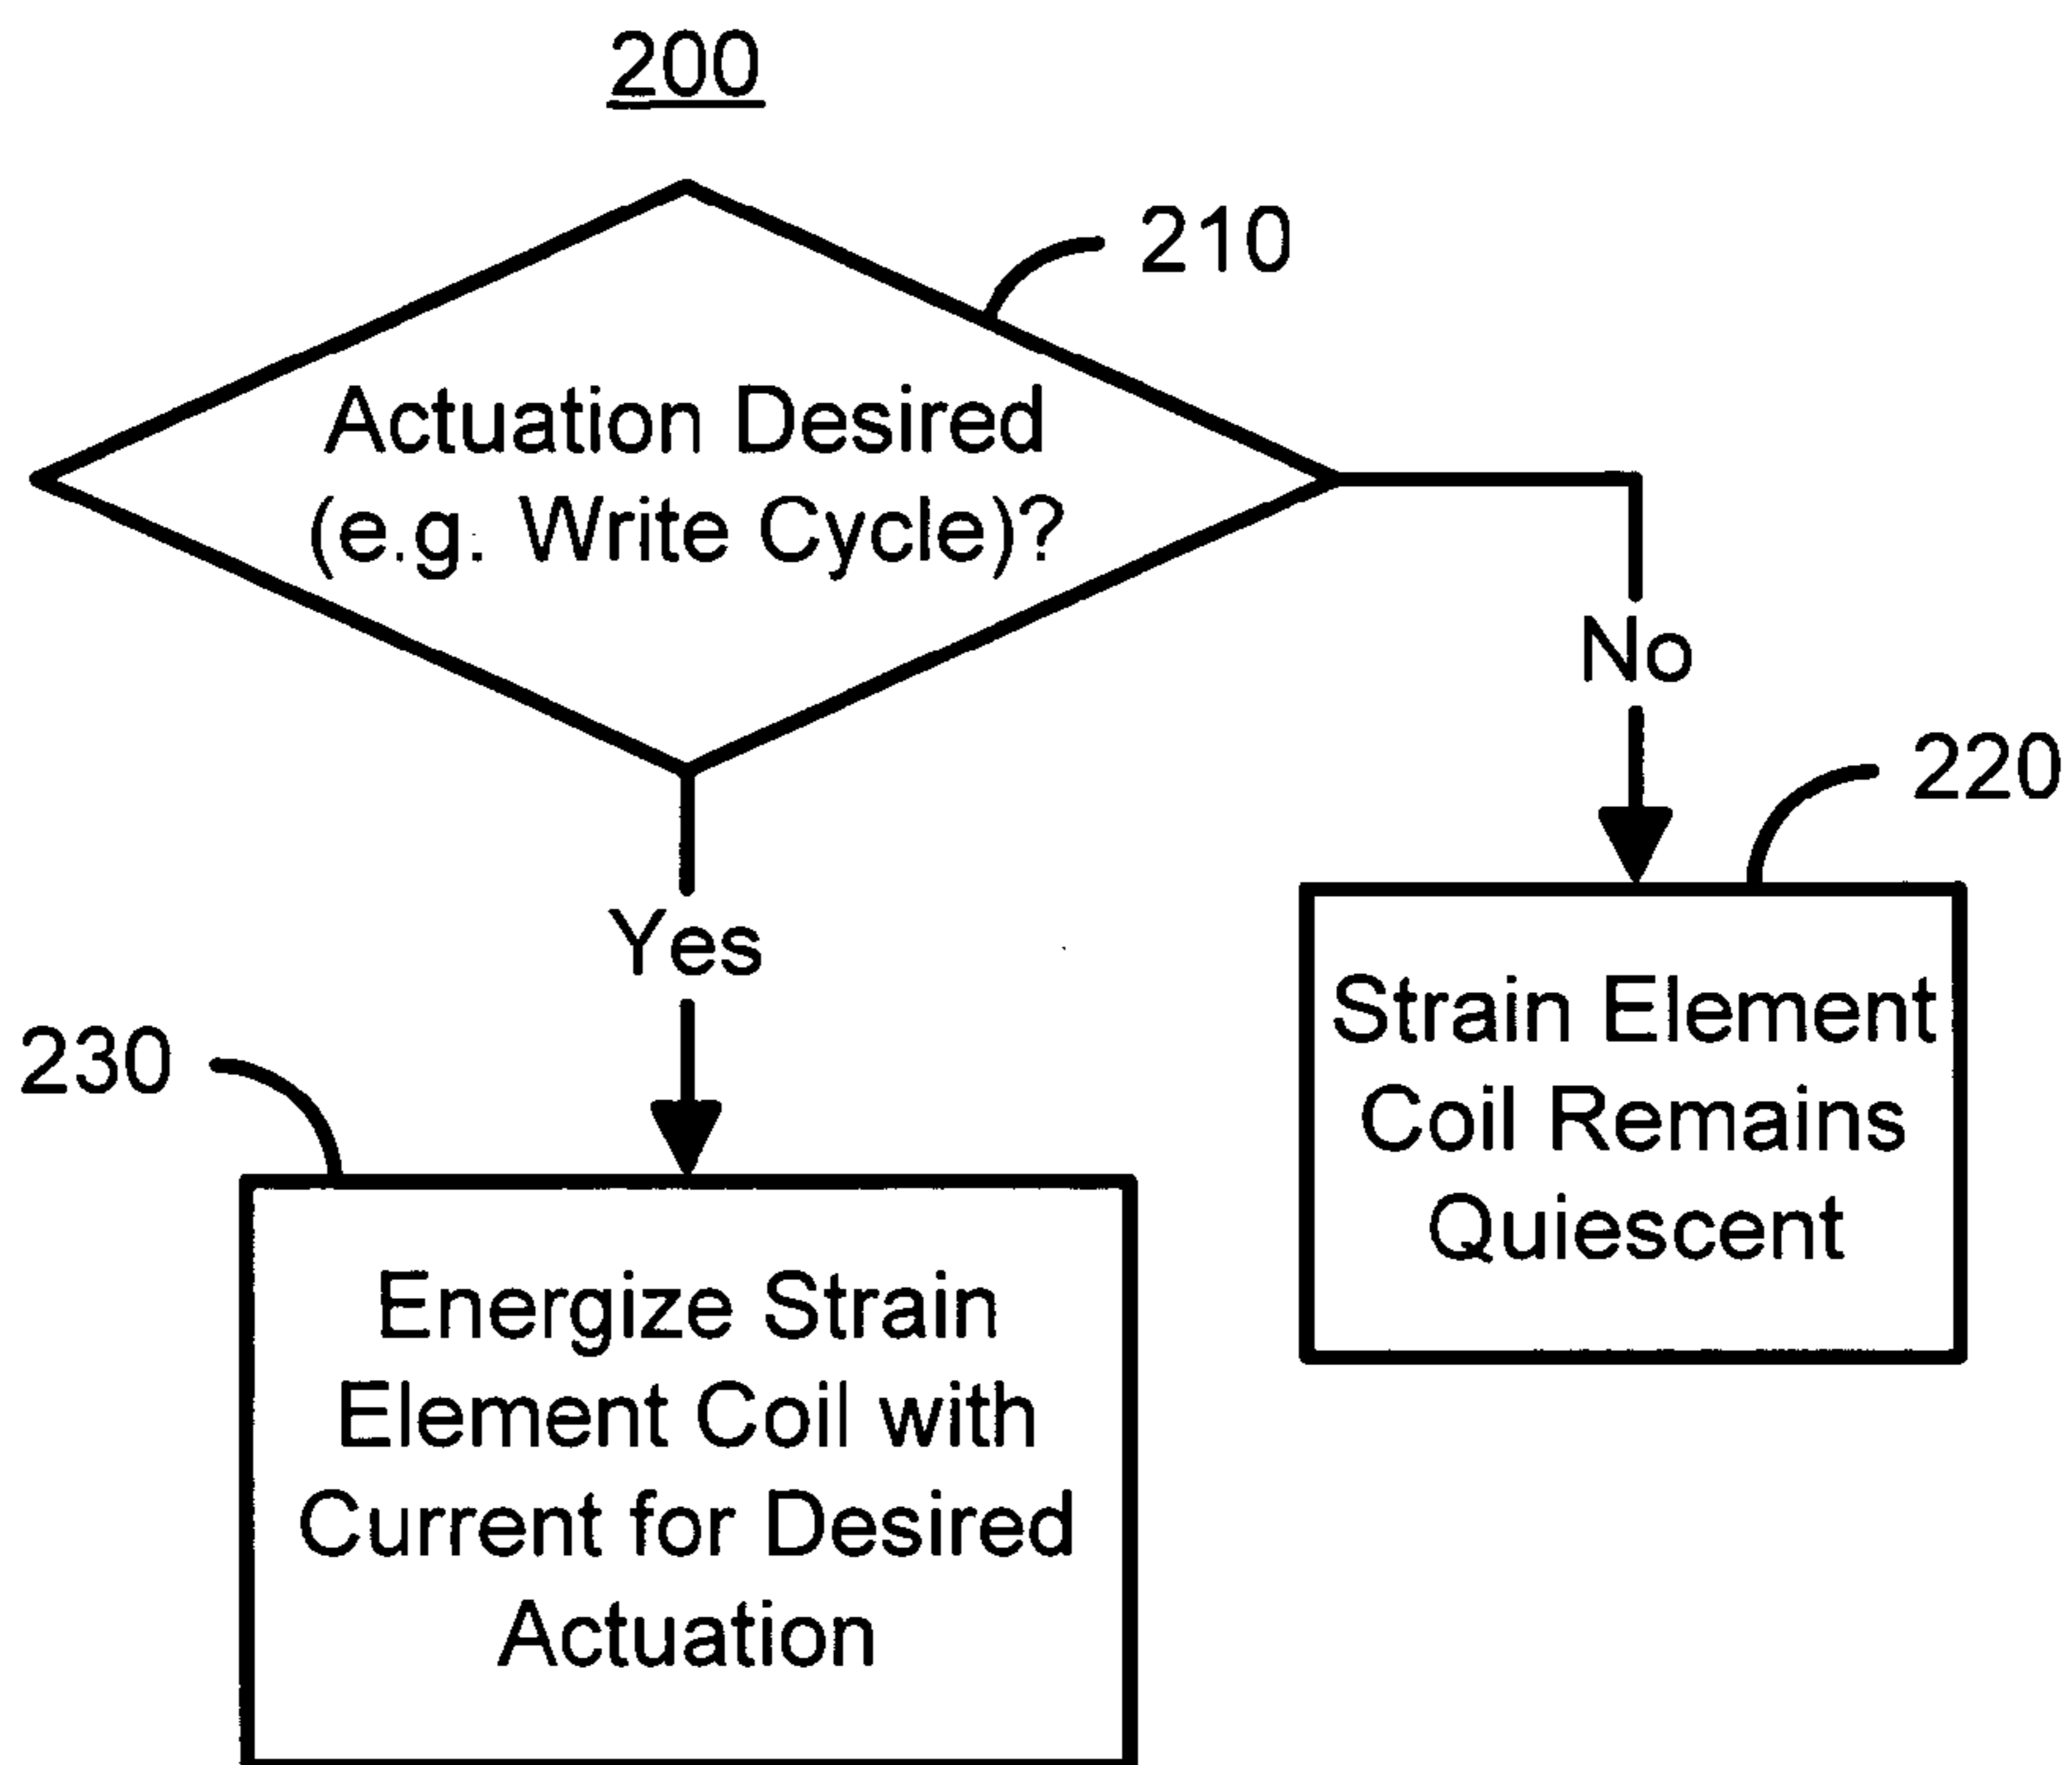 200
210
Actuation Desired
(e.g. Write Cycle)?
No
220
Yes
Strain Element
Coil Remains
Quiescent
230
Energize Strain
Element Coil with
Current for Desired
Actuation